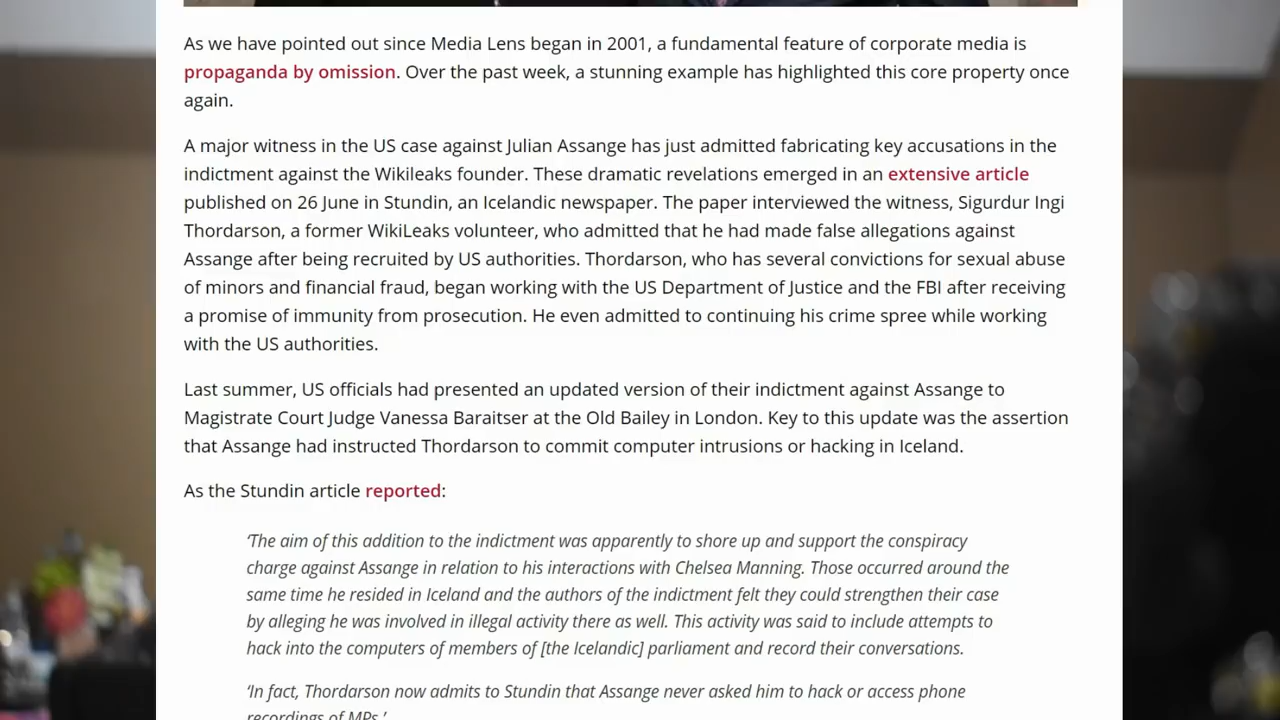 As we have pointed out since Media Lens began in 2001, a fundamental feature of corporate media is
propaganda by omission. Over the past week, a stunning example has highlighted this core property once
again.
A major witness in the US case against Julian Assange has just admitted fabricating key accusations in the
indictment against the Wikileaks founder. These dramatic revelations emerged in an extensive article
published on 26 June in Stundin, an Icelandic newspaper. The paper interviewed the witness, Sigurdur Ingi
Thordarson, a former WikiLeaks volunteer, who admitted that he had made false allegations against
Assange after being recruited by US authorities. Thordarson, who has several convictions for sexual abuse
of minors and financial fraud, began working with the US Department of Justice and the FBI after receiving
a promise of immunity from prosecution. He even admitted to continuing his crime spree while working
with the US authorities.
Last summer, US officials had presented an updated version of their indictment against Assange to
Magistrate Court Judge Vanessa Baraitser at the Old Bailey in London. Key to this update was the assertion
that Assange had instructed Thordarson to commit computer intrusions or hacking in Iceland.
As the Stundin article reported:
‘The aim of this addition to the indictment was apparently to shore up and support the conspiracy
charge against Assange in relation to his interactions with Chelsea Manning. Those occurred around the
same time he resided in Iceland and the authors of the indictment felt they could strengthen their case
by alleging he was involved in illegal activity there as well. This activity was said to include attempts to
hack into the computers of members of [the Icelandic] parliament and record their conversations.
‘In fact, Thordarson now admits to Stundin that Assange never asked him to hack or access phone
recordings of MPs.’